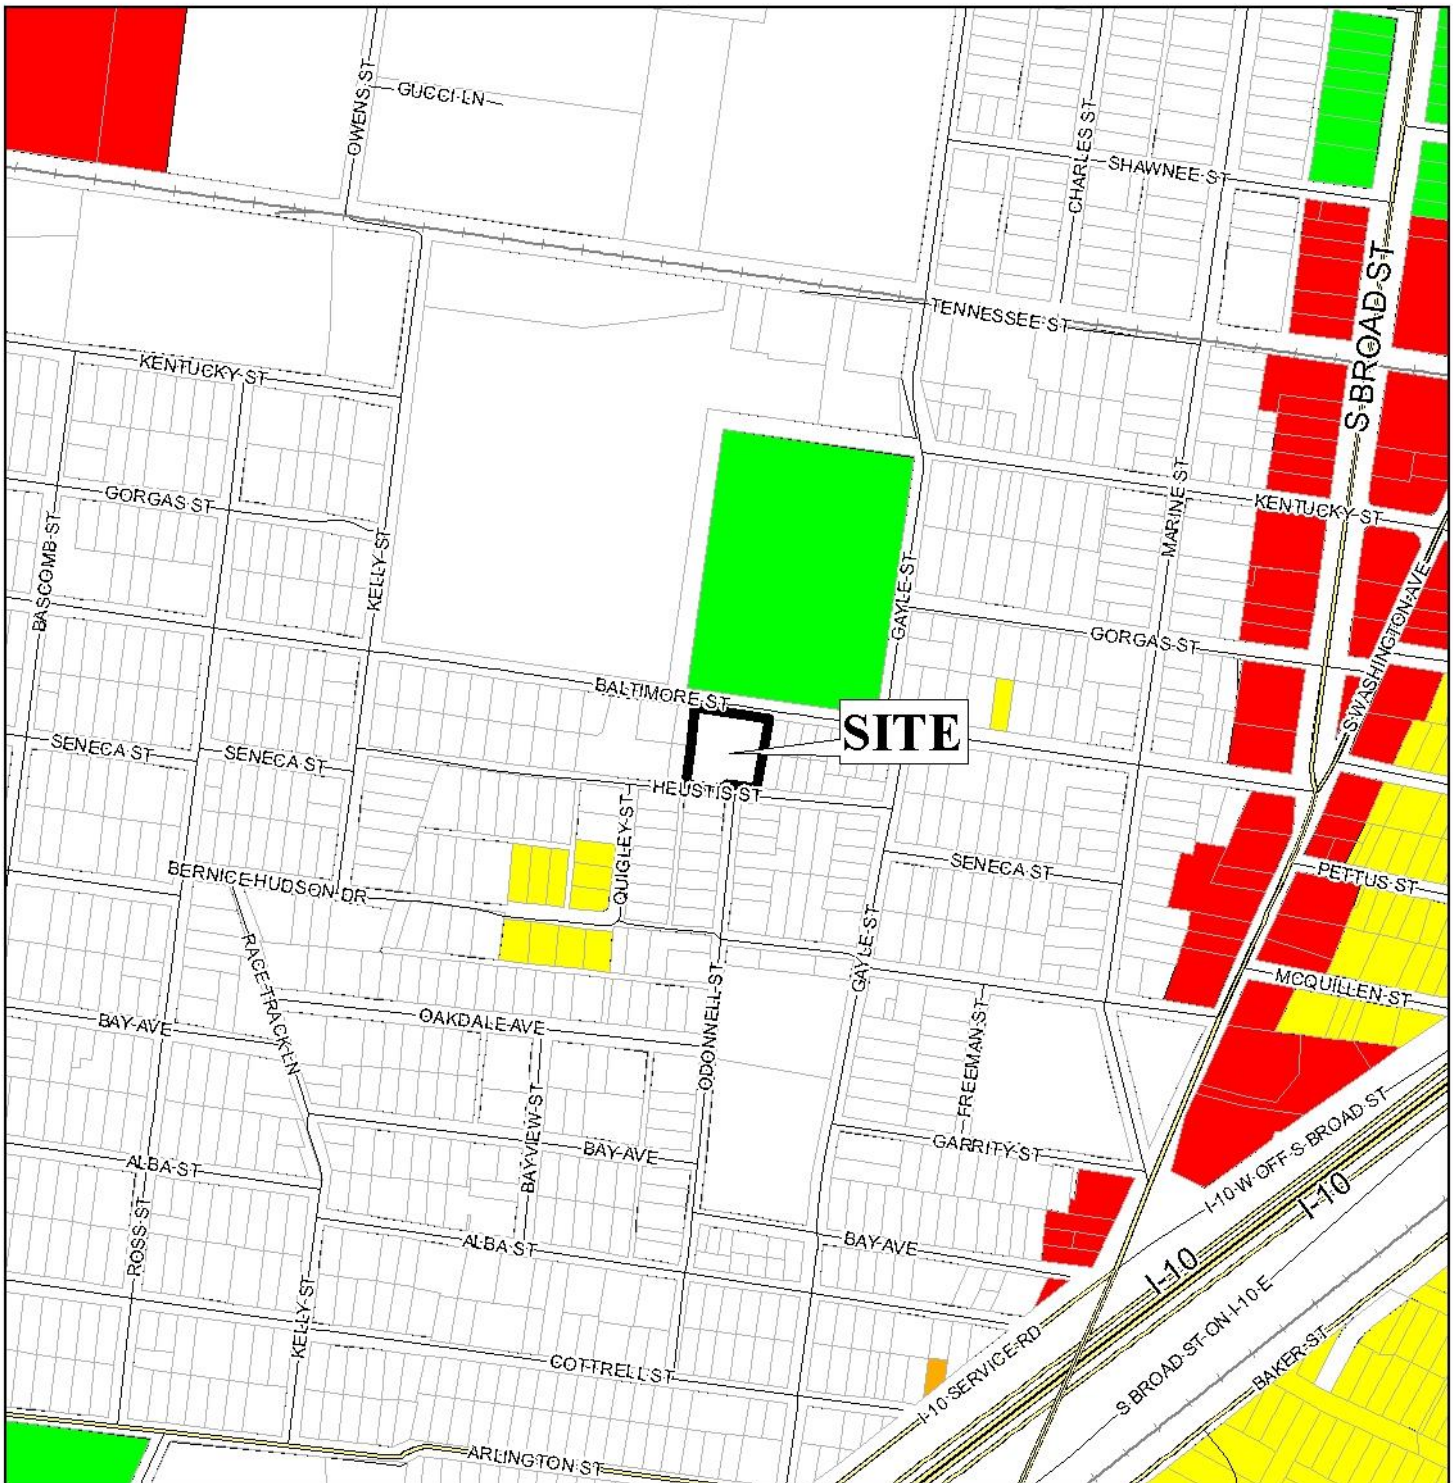 OWENS ST
GUCCI LN
CHARLES ST
SHAWNEE ST
S BROAD ST
TENNESSEE ST
KENTUCKY ST
GORGAS ST
BASCOMB ST
KELLY ST
MARINE ST
KENTUCKY ST
GAYLE ST
GORGAS ST
S WASHINGTON AVE
BALTIMORE ST
SITE
SENECA ST
SENECA ST
HEUSTIS ST
QUIGLEY ST
SENECA ST
PETTUS ST
BERNICE HUDSON DR
RACE TRACK LN
GAYLE ST
MCQUILLEN ST
ODONNELL ST
OAKDALE AVE
BAY AVE
FREEMAN ST
BAYVIEW ST
GARRITY ST
BAY AVE
I-10 W OFF S BROAD ST
I-10
ALBA ST
ROSS ST
ALBA ST
BAY AVE
I-10
KELLY ST
S BROAD ST ON I-10 E
BAKER ST
COTTRELL ST
I-10 SERVICE RD
ARLINGTON ST